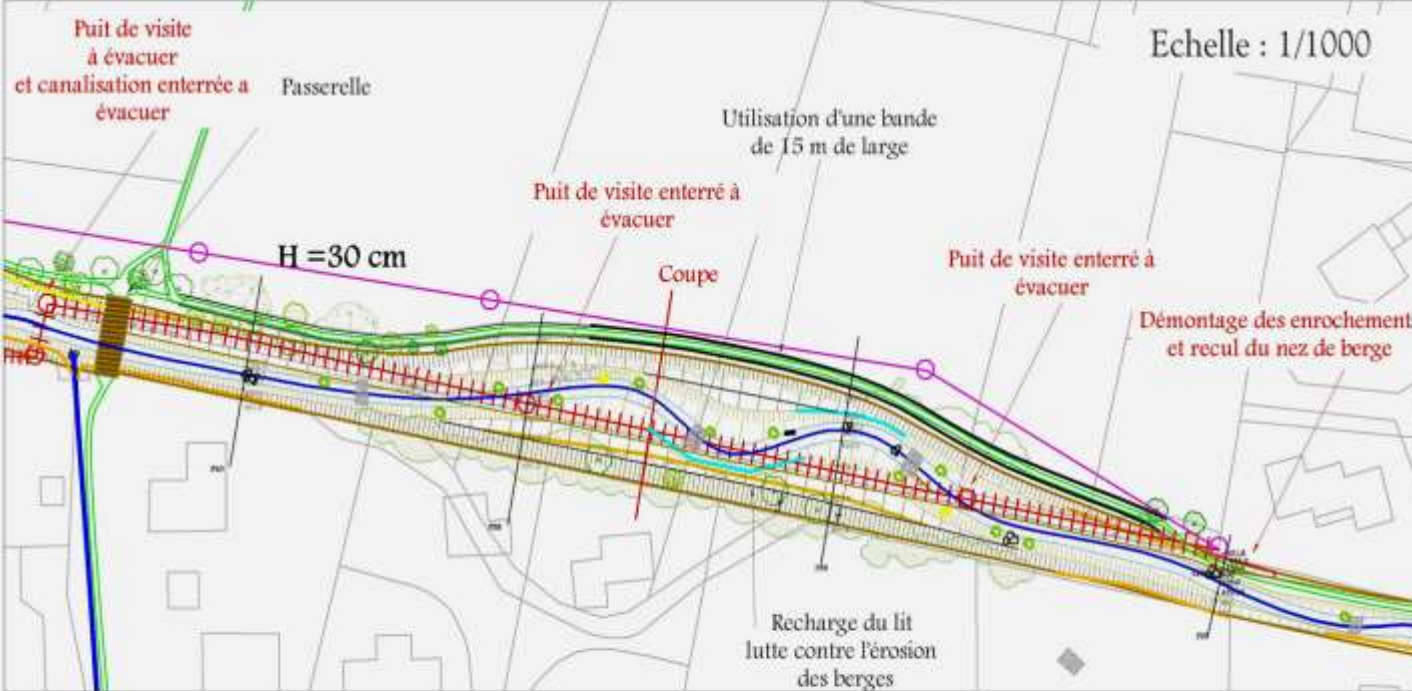 Puit de visite
à évacuer
et canalisation enterrée a
évacuer
Passerelle
Echelle : 1/1000
Utilisation d'une bande
de 15 m de large
Puit de visite enterré à
évacuer
H =30 cm
Coupe
Puit de visite enterré à
évacuer
Démontage des enrochement
et recul du nez de berge
Recharge du lit
lutte contre l'érosion
des berges